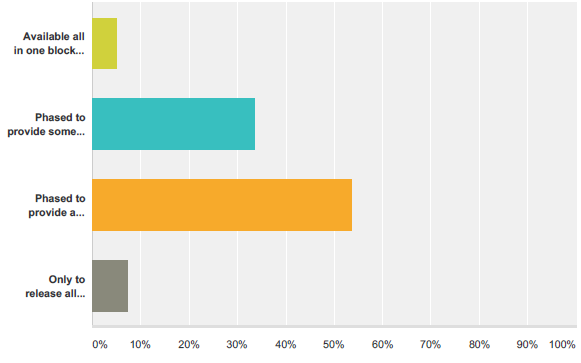 Available all
in one block...
Phased to
provide some...
Phased to
provide a...
Only to
release all...
0% 10% 20% 30% 40% 50% 60% 70% 80% 90% 100%